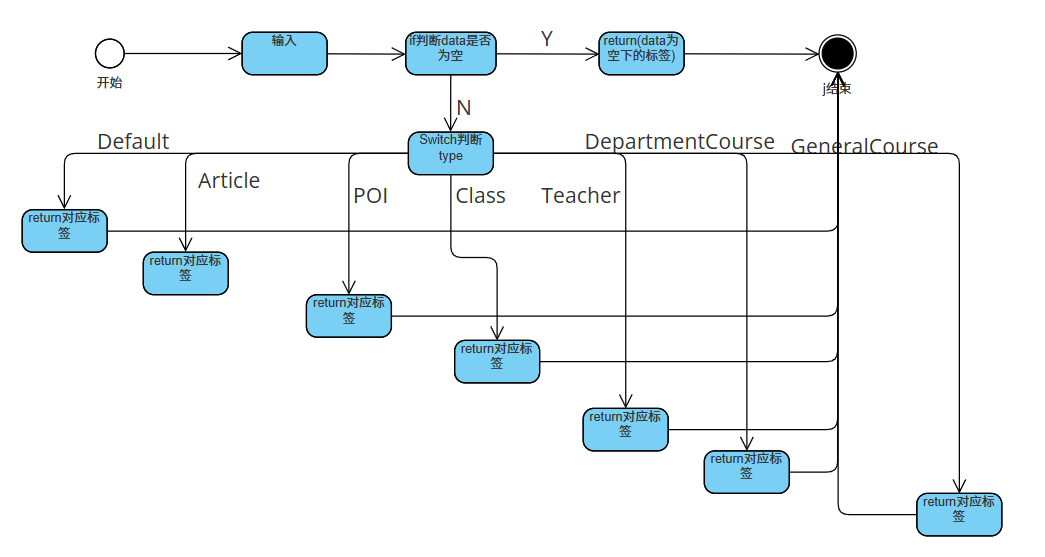 开始
输入
if判断data是否
为空
Y
return(data为
空下的标签)
j结束
N
Switch判断
type
Default
Article
POI
Class
Teacher
DepartmentCourse
GeneralCourse
return对应标
签
return对应标
签
return对应标
签
return对应标
签
return对应标
签
return对应标
签
return对应标
签